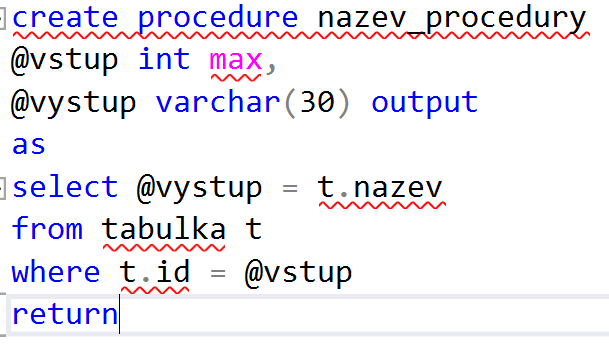 create procedure nazev_procedury
@vstup int max,
@vystup varchar(30) output
as
select @vystup = t.nazev
from tabulka t
where t.id = @vstup
return